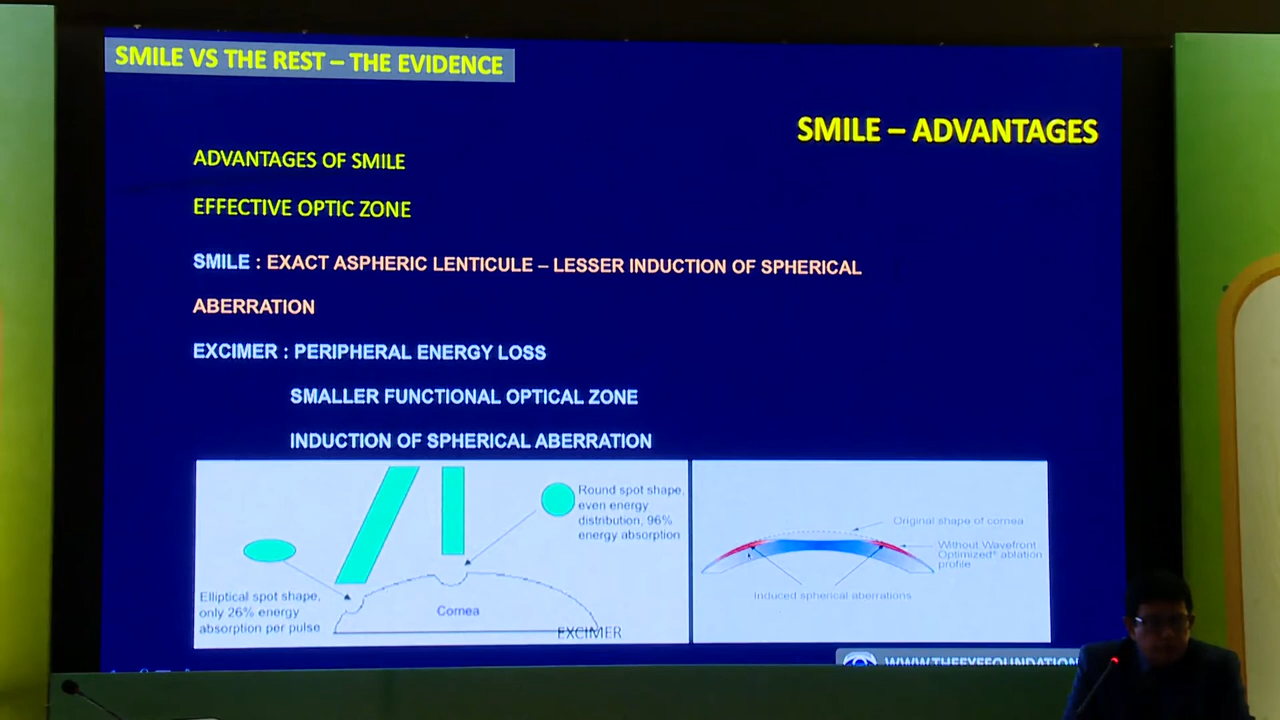 SMILE VS THE REST – THE EVIDENCE
SMILE – ADVANTAGES
ADVANTAGES OF SMILE
EFFECTIVE OPTIC ZONE
SMILE : EXACT ASPHERIC LENTICULE – LESSER INDUCTION OF SPHERICAL
ABERRATION
EXCIMER : PERIPHERAL ENERGY LOSS
SMALLER FUNCTIONAL OPTICAL ZONE
INDUCTION OF SPHERICAL ABERRATION
Round spot shape,
even energy
distribution, 96%
energy absorption
Elliptical spot shape,
only 26% energy
absorption per pulse
Cornea
EXCIMER
Original shape of cornea
Without Wavefront
Optimized® ablation
profile
Induced spherical aberrations
WWW.THEEYEFOUNDATION